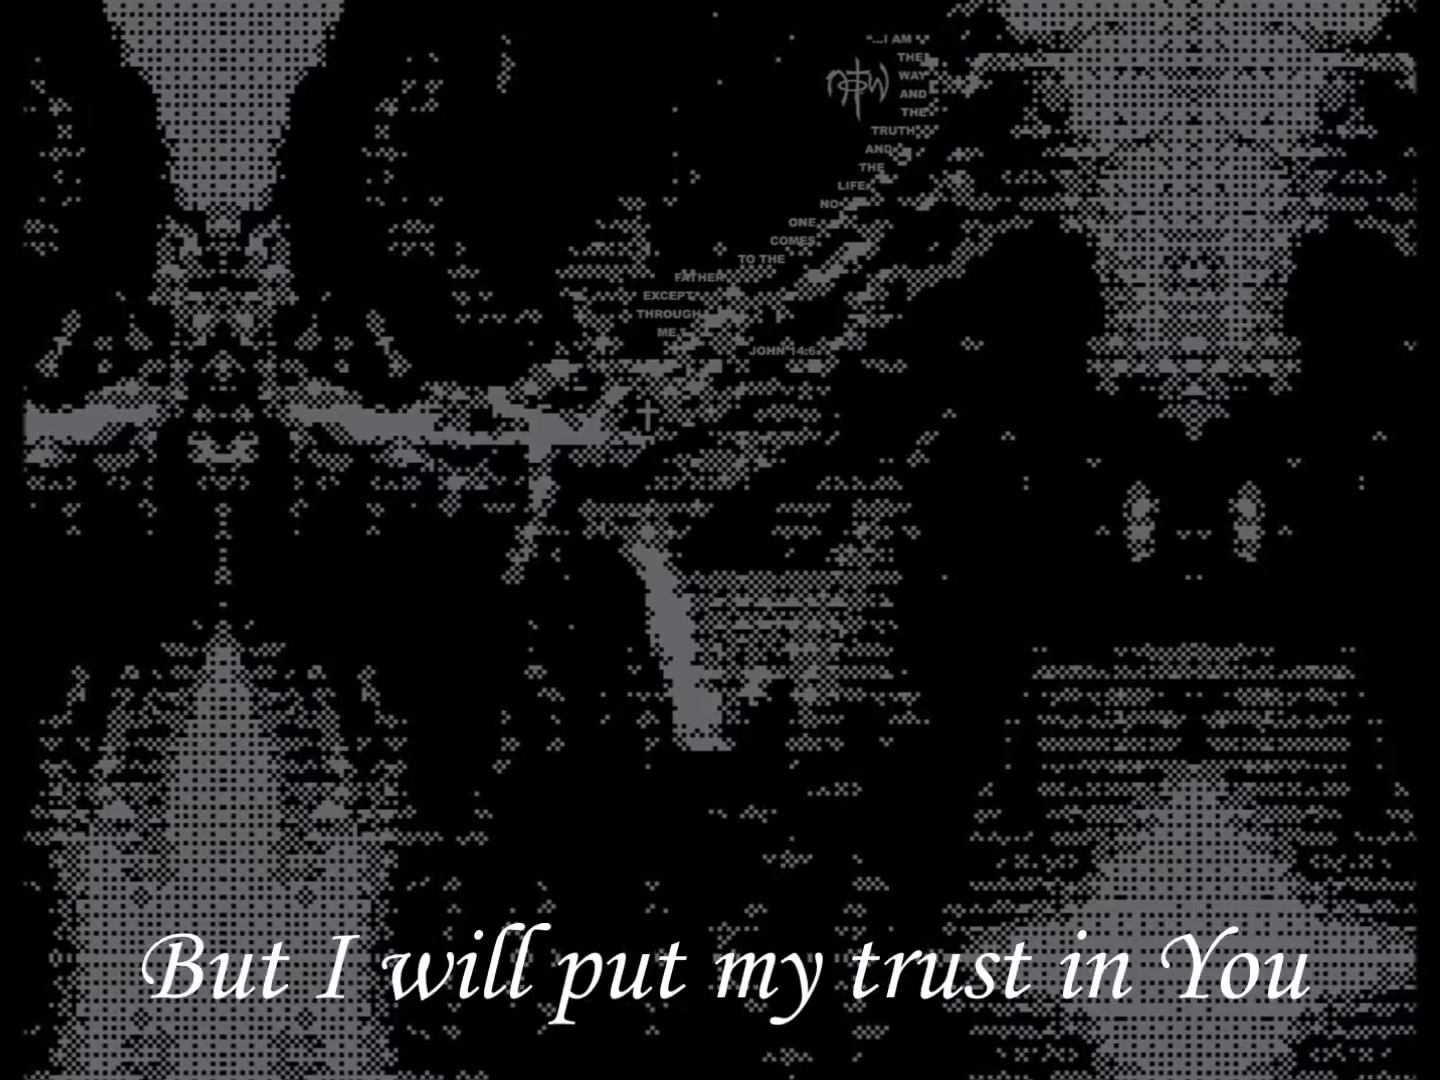 "...I AM
THE
WAY
AND
THE
TRUTH
AND
THE
LIFE
NO
ONE
COMES
TO THE
FATHER
EXCEPT
THROUGH
ME."
JOHN 14:6
But I will put my trust in You